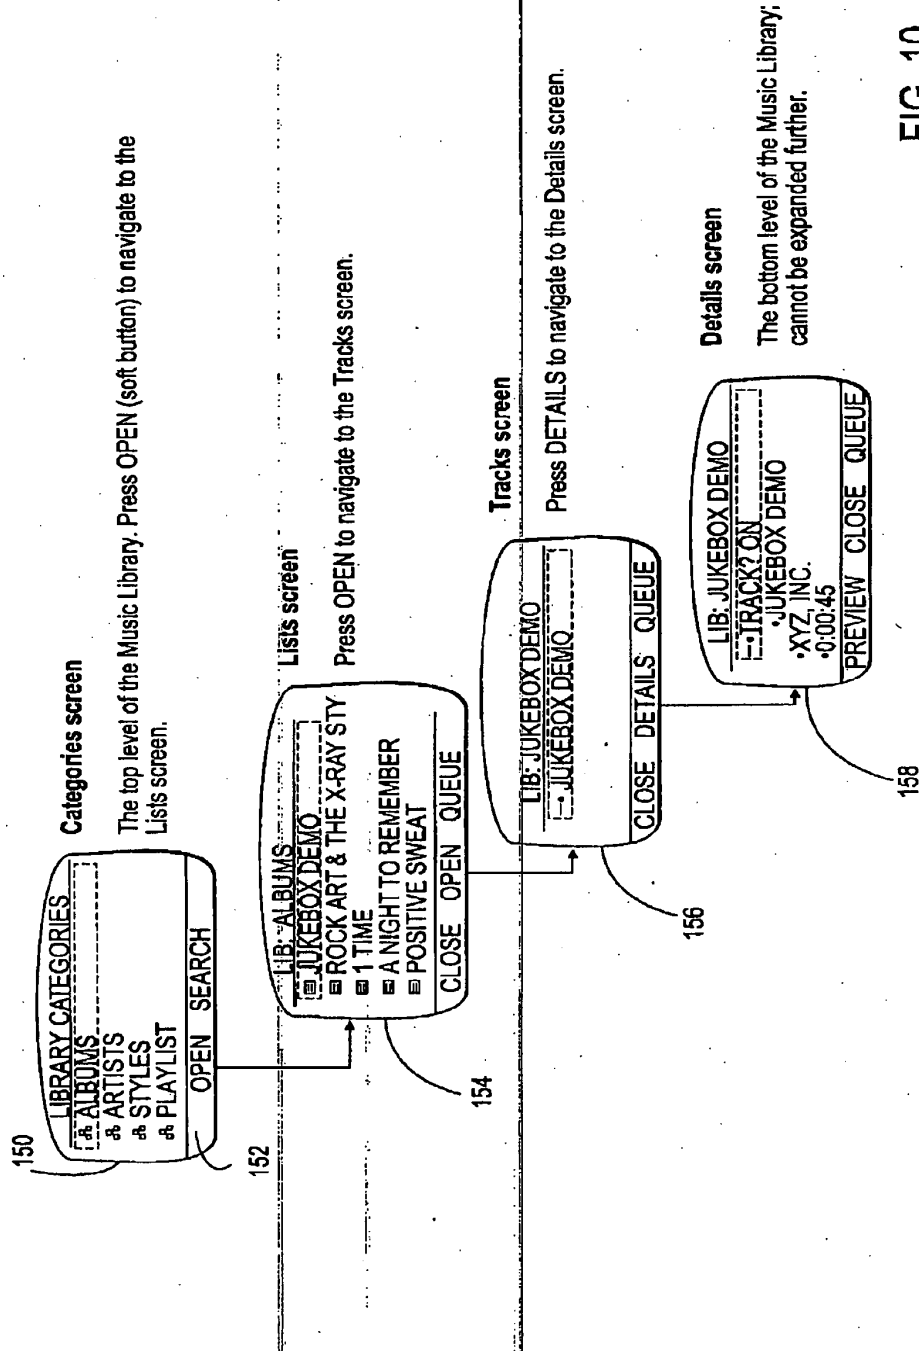 150
LIBRARY CATEGORIES
ALBUMS
ARTISTS
STYLES
PLAYLIST
OPEN SEARCH
152
Categories screen
The top level of the Music Library. Press OPEN (soft button) to navigate to the
Lists screen.
LIB: ALBUMS
JUKEBOX DEMO
ROCK ART & THE X-RAY STY
1 TIME
A NIGHT TO REMEMBER
POSITIVE SWEAT
CLOSE OPEN QUEUE
154
Lists screen
Press OPEN to navigate to the Tracks screen.
LIB: JUKEBOX DEMO
JUKEBOX DEMO
CLOSE DETAILS QUEUE
156
Tracks screen
Press DETAILS to navigate to the Details screen.
LIB: JUKEBOX DEMO
TRACK? ON
•JUKEBOX DEMO
•XYZ, INC.
•0:00:45
PREVIEW CLOSE QUEUE
158
Details screen
The bottom level of the Music Library;
cannot be expanded further.
FIG. 10